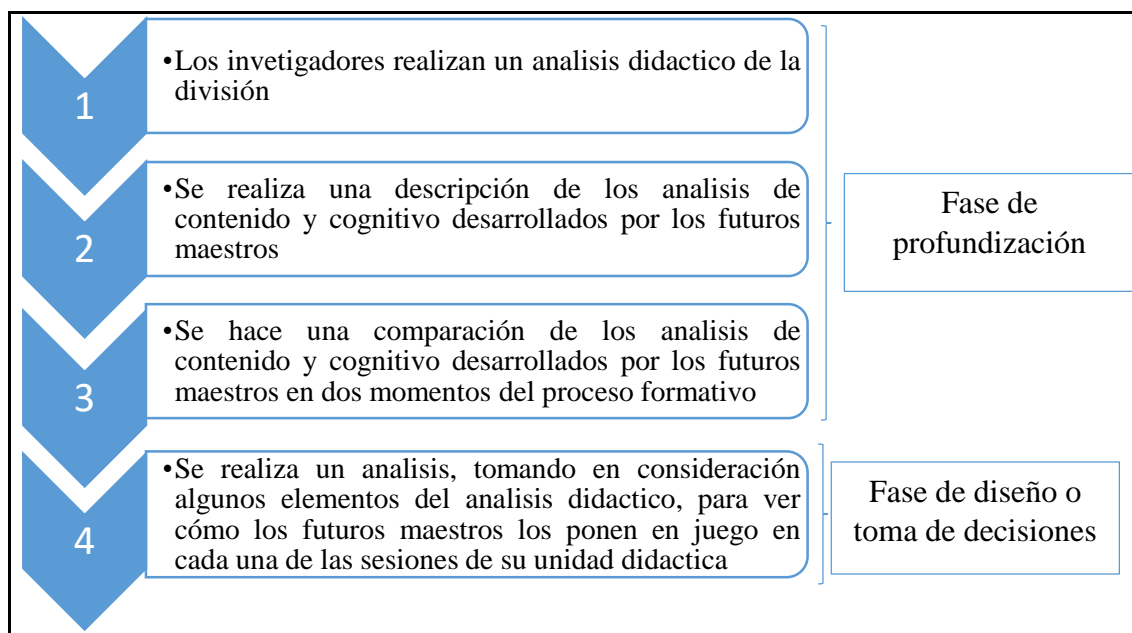 1
•Los invetigadores realizan un analisis didactico de la
división
2
•Se realiza una descripción de los analisis de
contenido y cognitivo desarrollados por los futuros
maestros
3
•Se hace una comparación de los analisis de
contenido y cognitivo desarrollados por los futuros
maestros en dos momentos del proceso formativo
Fase de
profundización
4
•Se realiza un analisis, tomando en consideración
algunos elementos del analisis didactico, para ver
cómo los futuros maestros los ponen en juego en
cada una de las sesiones de su unidad didactica
Fase de diseño o
toma de decisiones